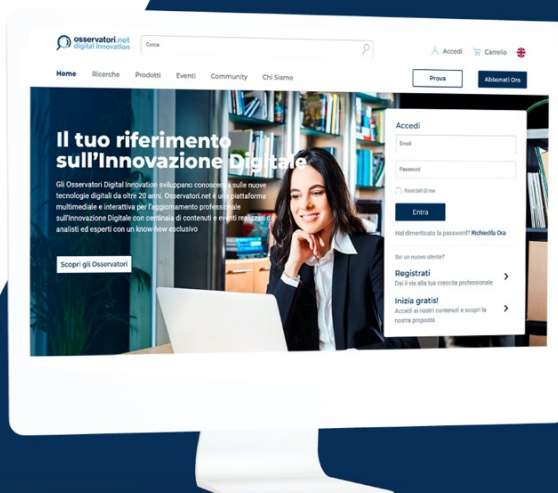 osservatori.net
digital innovation
Cerca
Accedi
Carrello
Home
Ricerche
Prodotti
Eventi
Community
Chi Siamo
Prova
Abbonati Ora
Il tuo riferimento
sull'Innovazione Digitale
Gli Osservatori Digital Innovation sviluppano conoscenza sulle nuove
tecnologie digitali da oltre 20 anni. Osservatori.net è una piattaforma
multimediale e interattiva per l'aggiornamento professionale
sull'Innovazione Digitale con centinaia di contenuti e eventi realizzati da
analisti ed esperti con un know-how esclusivo
Scopri gli Osservatori
Accedi
Email
Password
Ricordati di me
Entra
Hai dimenticato la password? Richiedila Ora
Sei un nuovo utente?
Registrati
Dai il via alla tua crescita professionale
Inizia gratis!
Accedi ai nostri contenuti e scopri la
nostra proposta